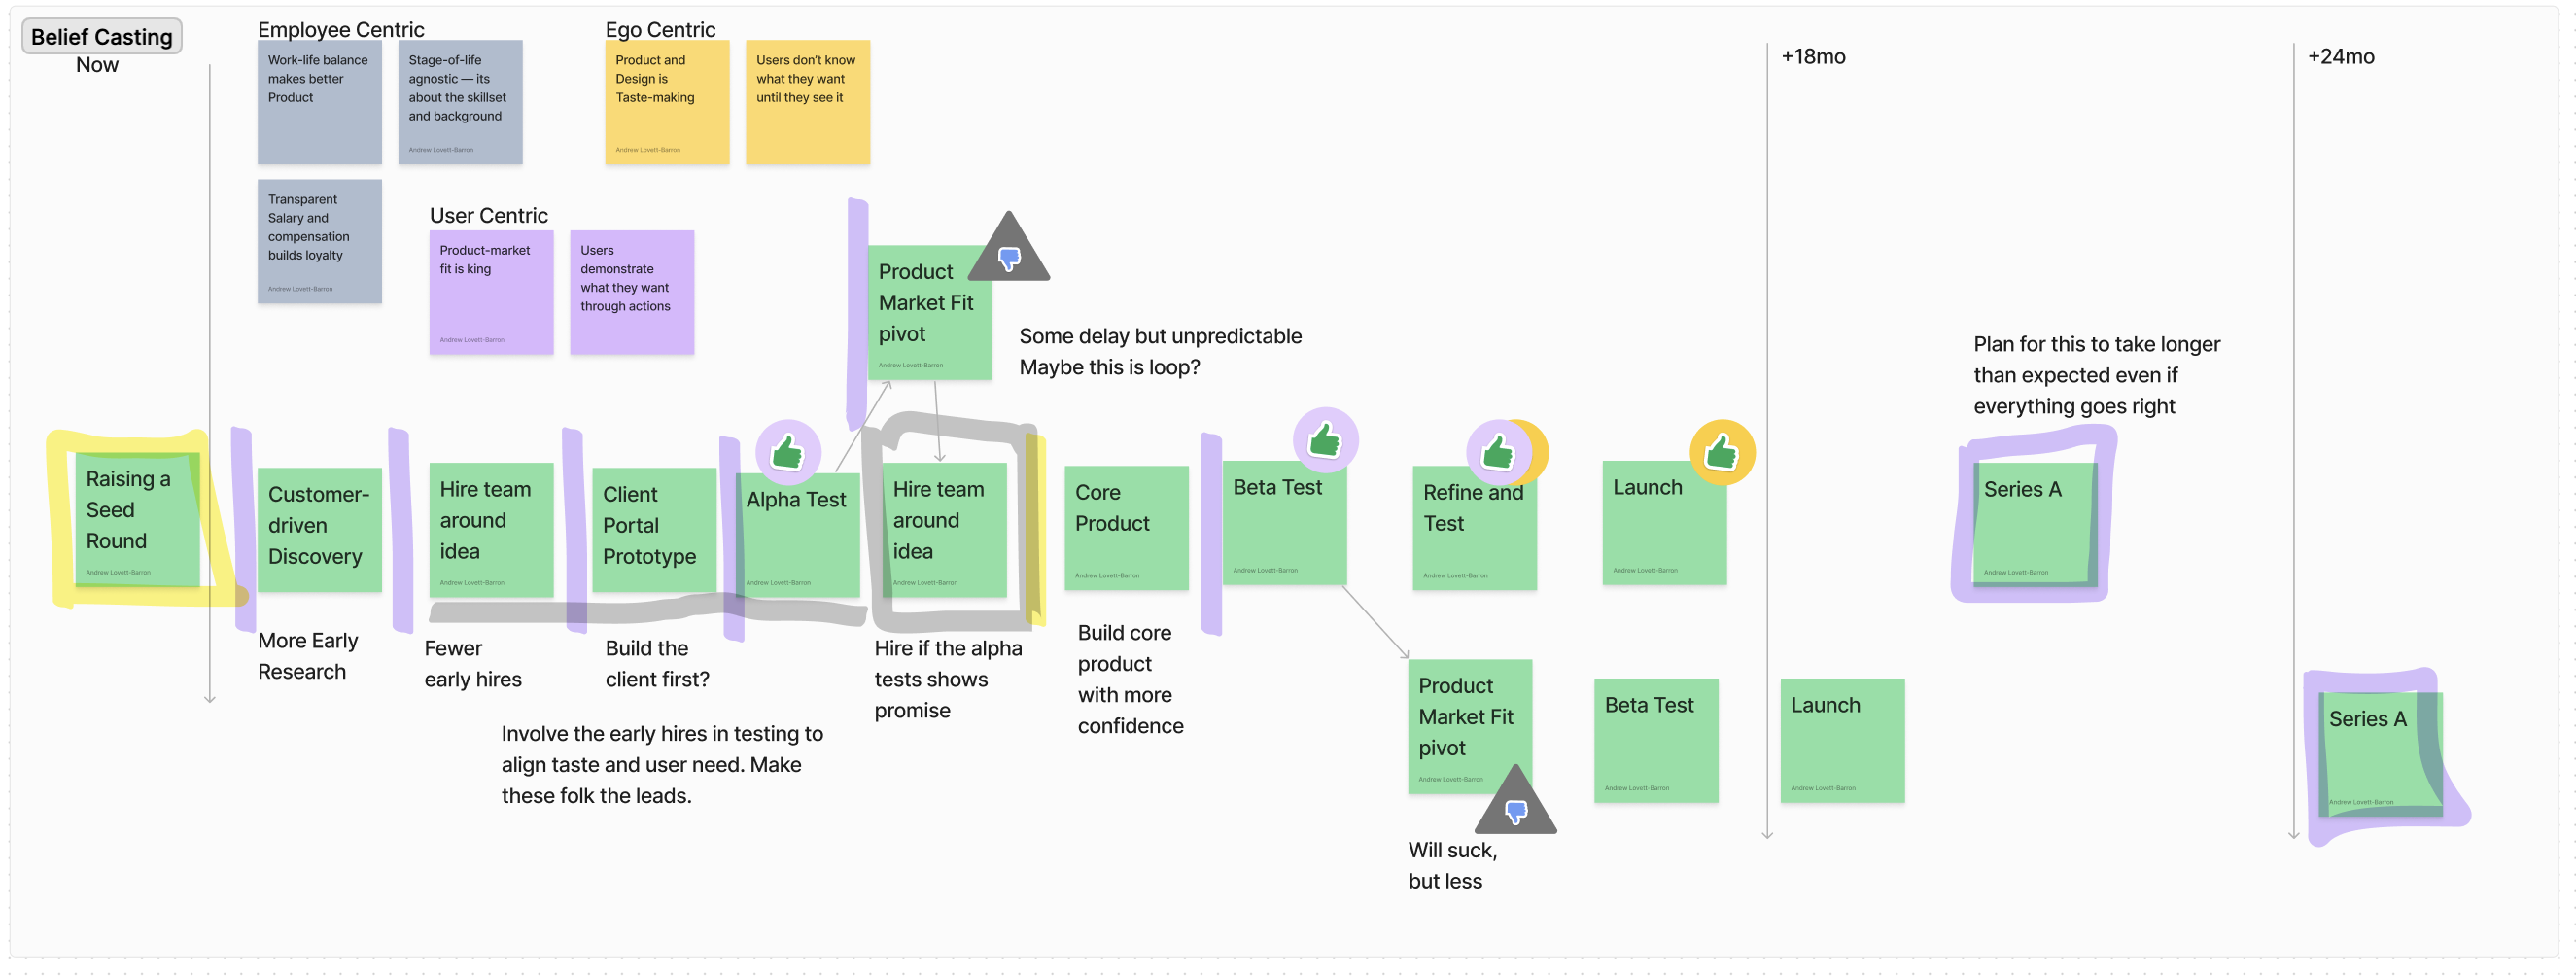 Belief Casting
Now
Employee Centric
Work-life balance
makes better
Product
Stage-of-life
agnostic — its
about the skillset
and background
Andrew Lovett-Barron
Transparent
Salary and
compensation
builds loyalty
Andrew Lovett-Barron
Ego Centric
Product and
Design is
Taste-making
Andrew Lovett-Barron
Users don't know
what they want
until they see it
User Centric
Product-market
fit is king
Andrew Lovett-Barron
Users
demonstrate
what they want
through actions
Product
Market Fit
pivot
Andrew Lovett-Barron
Some delay but unpredictable
Maybe this is loop?
+18mo
+24mo
Plan for this to take longer
than expected even if
everything goes right
Raising a
Seed
Round
Andrew Lovett-Barron
Customer-
driven
Discovery
Hire team
around
idea
Andrew Lovett-Barron
Client
Portal
Prototype
Alpha Test
Andrew Lovett-Barron
Hire team
around
idea
Andrew Lovett-Barron
Core
Product
Andrew Lovett-Barron
Beta Test
Andrew Lovett-Barron
Refine and
Test
Andrew Lovett-Barron
Launch
Andrew Lovett-Barron
Series A
Andrew Lovett-Barron
More Early
Research
Fewer
early hires
Build the
client first?
Involve the early hires in testing to
align taste and user need. Make
these folk the leads.
Hire if the alpha
tests shows
promise
Build core
product
with more
confidence
Product
Market Fit
pivot
Andrew Lovett-Barron
Will suck,
but less
Beta Test
Andrew Lovett-Barron
Launch
Andrew Lovett-Barron
Series A
Andrew Lovett-Barron